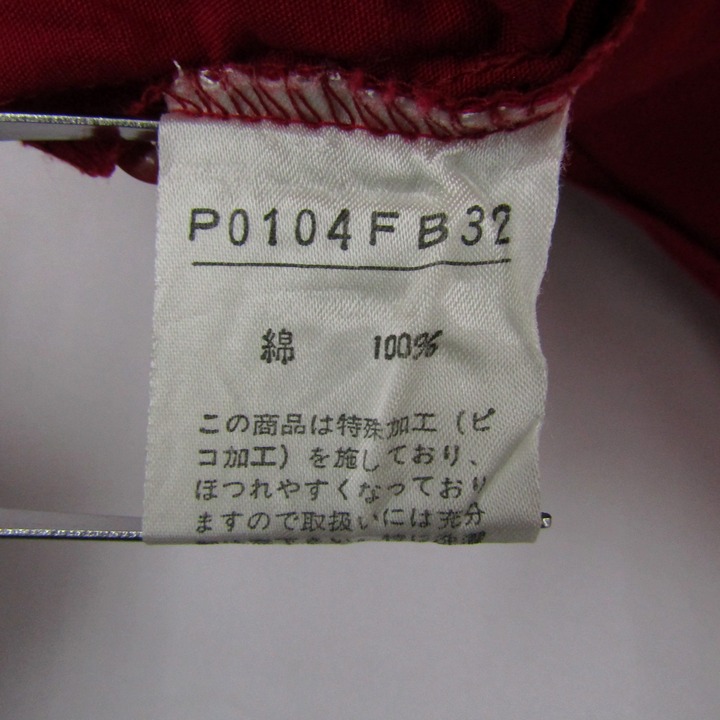 P0104FB32
綿 100%
この商品は特殊加工(ピ
コ加工)を施しており、
ほつれやすくなっており
ますので取扱いには充分